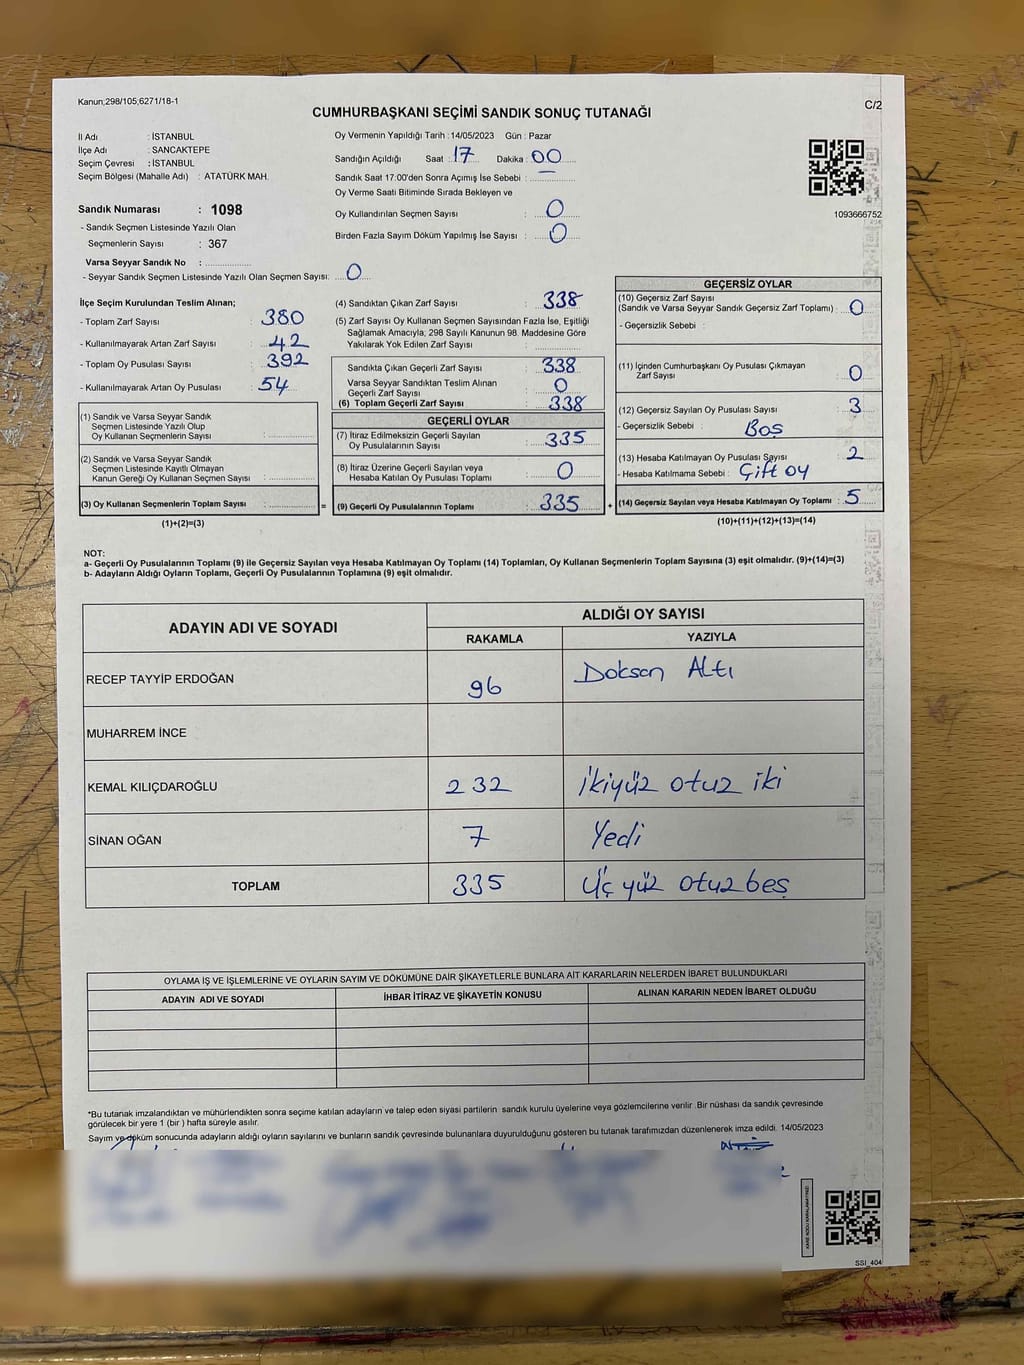 Kanun,298/105,6271/18-1
C/2
CUMHURBAŞKANI SEÇİMİ SANDIK SONUÇ TUTANAĞI
İl Adı : İSTANBUL
İlçe Adı : SANCAKTEPE
Seçim Çevresi : İSTANBUL
Seçim Bölgesi (Mahalle Adı) : ATATÜRK MAH.
Sandık Numarası : 1098
- Sandık Seçmen Listesinde Yazılı Olan
Seçmenlerin Sayısı : 367
Varsa Seyyar Sandık No :
- Seyyar Sandık Seçmen Listesinde Yazılı Olan Seçmen Sayısı: 0
Oy Vermenin Yapıldığı Tarih : 14/05/2023 Gün : Pazar
Sandığın Açıldığı Saat : 17 Dakika : 00
Sandık Saat 17:00'den Sonra Açımış İse Sebebi :
Oy Verme Saati Bitiminde Sırada Bekleyen ve
Oy Kullandırılan Seçmen Sayısı : 0
Birden Fazla Sayım Döküm Yapılmış İse Sayısı : 0
1093666752
İlçe Seçim Kurulundan Teslim Alınan;
- Toplam Zarf Sayısı : 380
- Kullanılmayarak Artan Zarf Sayısı : 42
- Toplam Oy Pusulası Sayısı : 392
- Kullanılmayarak Artan Oy Pusulası : 54
(1) Sandık ve Varsa Seyyar Sandık
Seçmen Listesinde Yazılı Olup
Oy Kullanan Seçmenlerin Sayısı :
(2) Sandık ve Varsa Seyyar Sandık
Seçmen Listesinde Kayıtlı Olmayan
Kanun Gereği Oy Kullanan Seçmen Sayısı :
(3) Oy Kullanan Seçmenlerin Toplam Sayısı : =
(1)+(2)=(3)
(4) Sandıktan Çıkan Zarf Sayısı : 338
(5) Zarf Sayısı Oy Kullanan Seçmen Sayısından Fazla İse, Eşitliği
Sağlamak Amacıyla, 298 Sayılı Kanunun 98. Maddesine Göre
Yakılarak Yok Edilen Zarf Sayısı :
Sandıkta Çıkan Geçerli Zarf Sayısı : 338
Varsa Seyyar Sandıktan Teslim Alınan
Geçerli Zarf Sayısı : 0
(6) Toplam Geçerli Zarf Sayısı : 338
GEÇERLİ OYLAR
(7) İtiraz Edilmeksizin Geçerli Sayılan
Oy Pusulalarının Sayısı : 335
(8) İtiraz Üzerine Geçerli Sayılan veya
Hesaba Katılan Oy Pusulası Toplamı : 0
(9) Geçerli Oy Pusulalarının Toplamı : 335 +
GEÇERSİZ OYLAR
(10) Geçersiz Zarf Sayısı
(Sandık ve Varsa Seyyar Sandık Geçersiz Zarf Toplamı) : 0
- Geçersizlik Sebebi :
(11) İçinden Cumhurbaşkanı Oy Pusulası Çıkmayan
Zarf Sayısı : 0
(12) Geçersiz Sayılan Oy Pusulası Sayısı : 3
- Geçersizlik Sebebi : Boş
(13) Hesaba Katılmayan Oy Pusulası Sayısı : 2
- Hesaba Katılmama Sebebi : Çift oy
(14) Geçersiz Sayılan veya Hesaba Katılmayan Oy Toplamı : 5
(10)+(11)+(12)+(13)=(14)
NOT:
a- Geçerli Oy Pusulalarının Toplamı (9) ile Geçersiz Sayılan veya Hesaba Katılmayan Oy Toplamı (14) Toplamları, Oy Kullanan Seçmenlerin Toplam Sayısına (3) eşit olmalıdır. (9)+(14)=(3)
b- Adayların Aldığı Oyların Toplamı, Geçerli Oy Pusulalarının Toplamına (9) eşit olmalıdır.
ADAYIN ADI VE SOYADI
ALDIĞI OY SAYISI
RAKAMLA YAZIYLA
RECEP TAYYİP ERDOĞAN 96 Doksan Altı
MUHARREM İNCE
KEMAL KILIÇDAROĞLU 232 İkiyüz otuz iki
SİNAN OĞAN 7 Yedi
TOPLAM 335 Üç yüz otuz beş
OYLAMA İŞ VE İŞLEMLERİNE VE OYLARIN SAYIM VE DÖKÜMÜNE DAİR ŞİKAYETLERLE BUNLARA AİT KARARLARIN NELERDEN İBARET BULUNDUKLARI
ADAYIN ADI VE SOYADI İHBAR İTİRAZ VE ŞİKAYETİN KONUSU ALINAN KARARIN NEDEN İBARET OLDUĞU
*Bu tutanak imzalandıktan ve mühürlendikten sonra seçime katılan adayların ve talep eden siyasi partilerin sandık kurulu üyelerine veya gözlemcilerine verilir. Bir nüshası da sandık çevresinde
görülecek bir yere 1 (bir) hafta süreyle asılır.
Sayım ve döküm sonucunda adayların aldığı oyların sayılarını ve bunların sandık çevresinde bulunanlara duyurulduğunu gösteren bu tutanak tarafımızdan düzenlenerek imza edildi. 14/05/2023
SSI_404